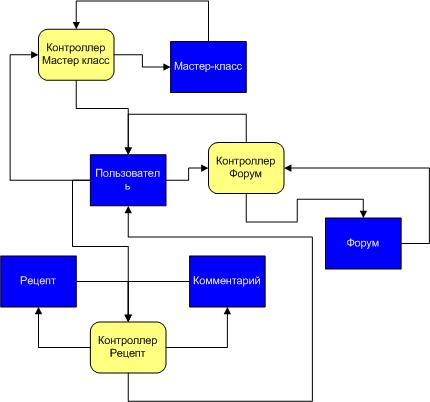 Контроллер
Мастер класс
Мастер-класс
Пользовател
ь
Контроллер
Форум
Форум
Рецепт
Комментарий
Контроллер
Рецепт